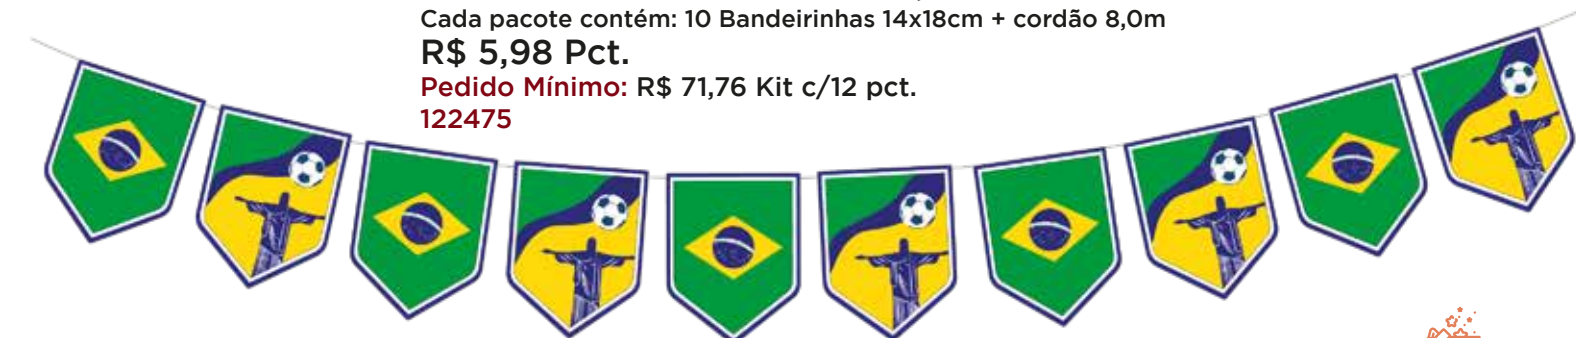 Cada pacote contém: 10 Bandeirinhas 14x18cm + cordão 8,0m
R$ 5,98 Pct.
Pedido Mínimo: R$ 71,76 Kit c/12 pct.
122475